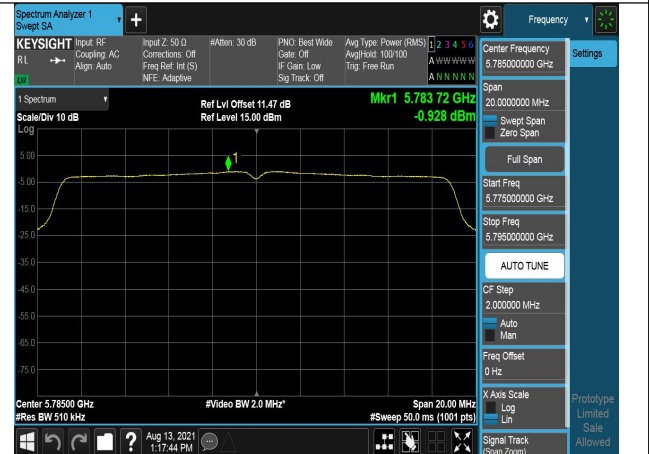 Spectrum Analyzer 1
Swept SA
Frequency
KEYSIGHT
RL
LXI
Input: RF
Coupling: AC
Align: Auto
Input Z: 50 Ω
Corrections: Off
Freq Ref: Int (S)
NFE: Adaptive
#Atten: 30 dB
PNO: Best Wide
Gate: Off
IF Gain: Low
Sig Track: Off
Avg Type: Power (RMS)
Avg|Hold: 100/100
Trig: Free Run
1 2 3 4 5 6
A W W W W W
A N N N N N
1 Spectrum
Scale/Div 10 dB
Log
Ref Lvl Offset 11.47 dB
Ref Level 15.00 dBm
Mkr1 5.783 72 GHz
-0.928 dBm
1
5.00
-5.00
-15.0
-25.0
-35.0
-45.0
-55.0
-65.0
-75.0
Center 5.78500 GHz
#Res BW 510 kHz
#Video BW 2.0 MHz*
Span 20.00 MHz
#Sweep 50.0 ms (1001 pts)
Aug 13, 2021
1:17:44 PM
Settings
Center Frequency
5.785000000 GHz
Span
20.0000000 MHz
Swept Span
Zero Span
Full Span
Start Freq
5.775000000 GHz
Stop Freq
5.795000000 GHz
AUTO TUNE
CF Step
2.000000 MHz
Auto
Man
Freq Offset
0 Hz
X Axis Scale
Log
Lin
Signal Track
(Span Zoom)
Prototype
Limited
Sale
Allowed